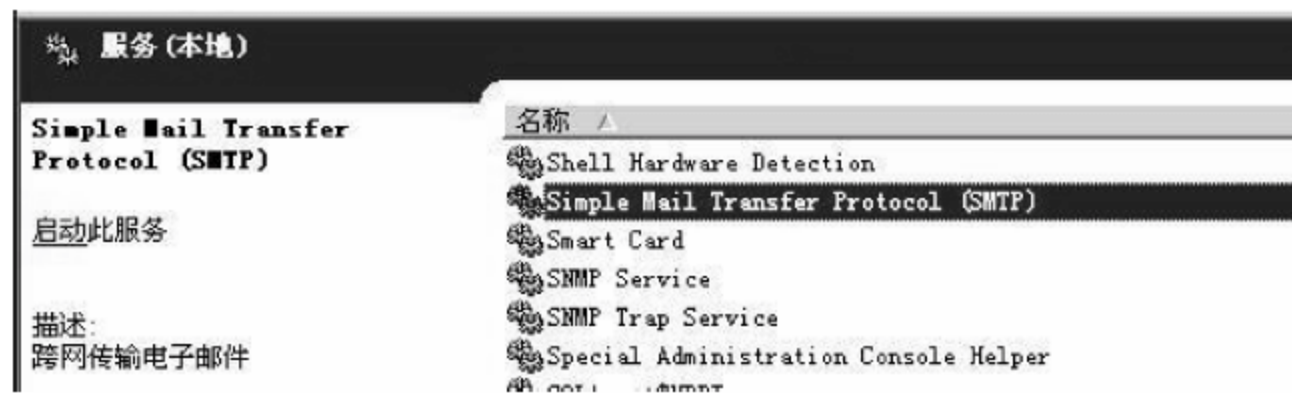 服务(本地)
Simple Mail Transfer
Protocol (SMTP)
启动此服务
描述:
跨网传输电子邮件
名称
Shell Hardware Detection
Simple Mail Transfer Protocol (SMTP)
Smart Card
SNMP Service
SNMP Trap Service
Special Administration Console Helper